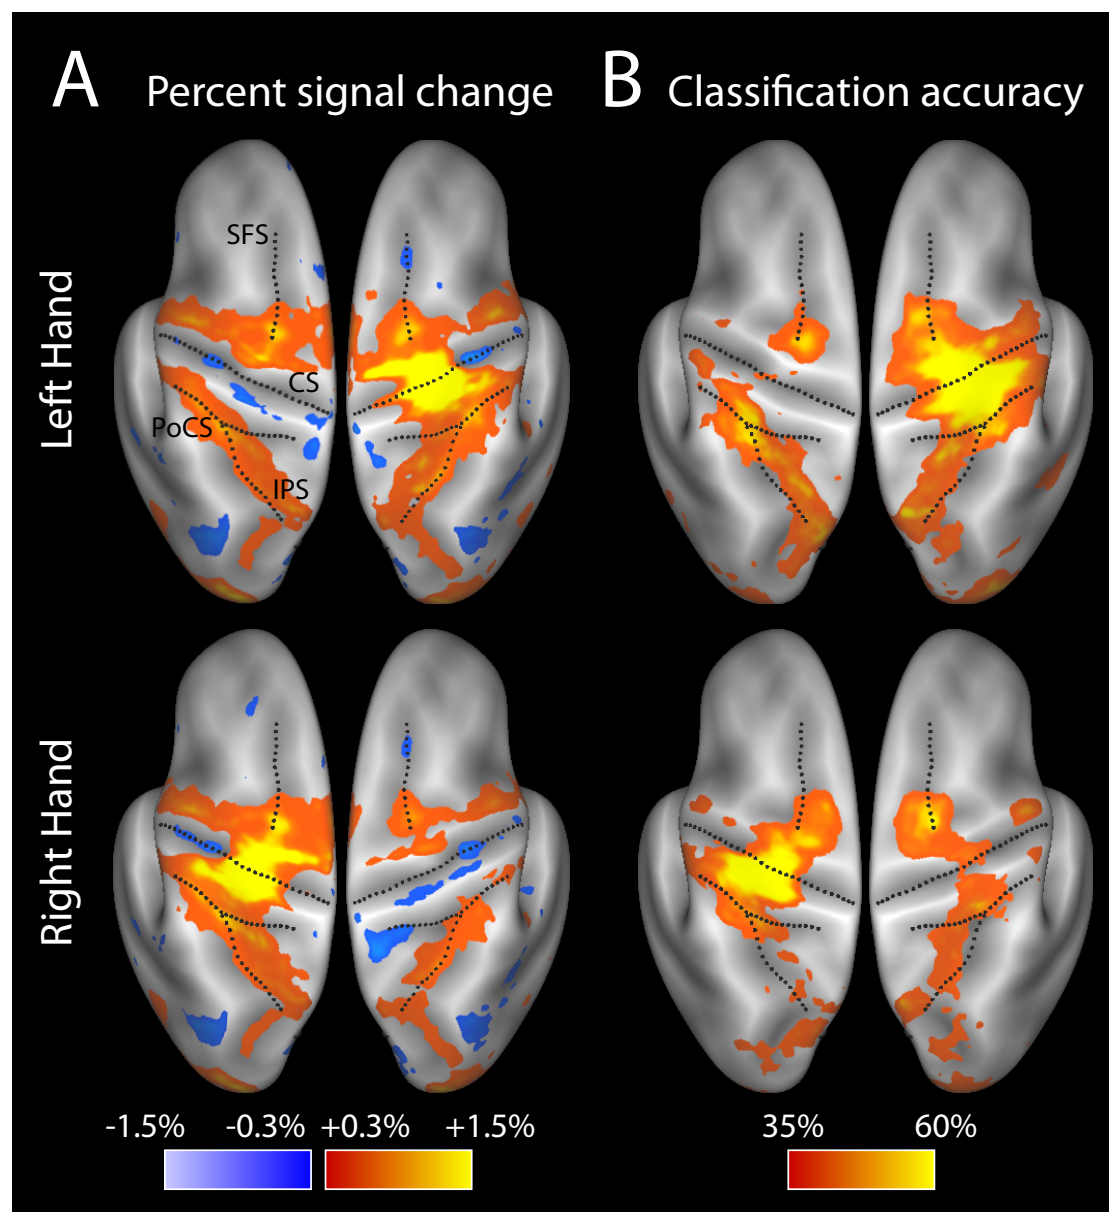 A Percent signal change
B Classification accuracy
Left Hand
SFS
CS
PoCS
IPS
Right Hand
-1.5% -0.3% +0.3% +1.5%
35% 60%